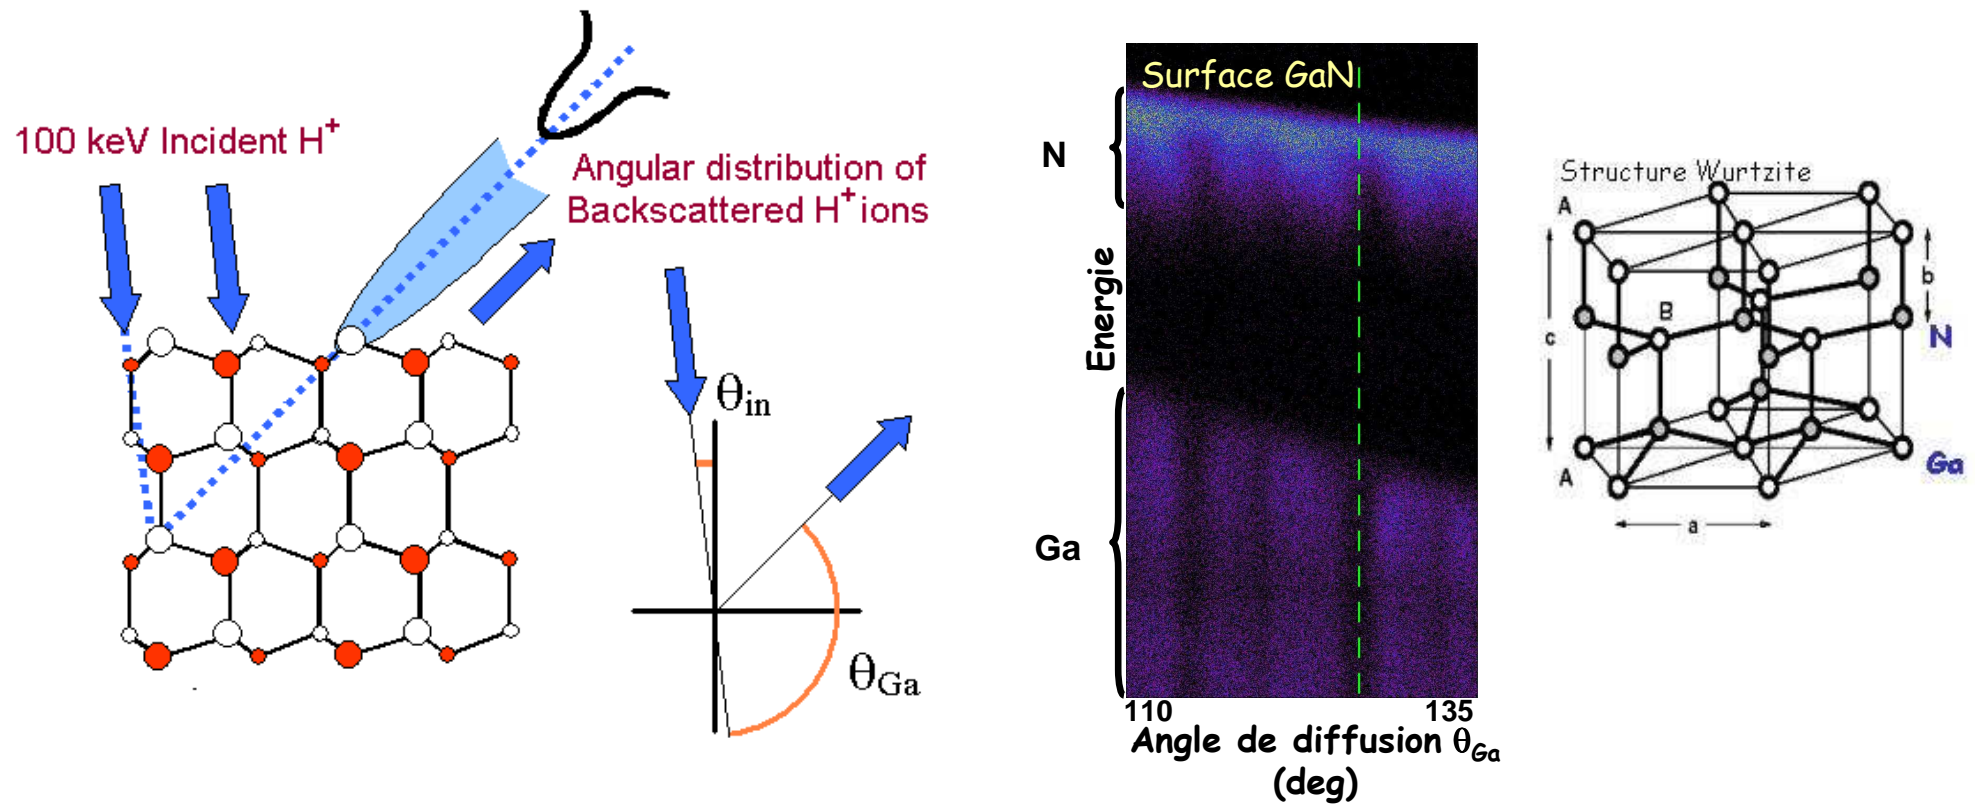 100 keV Incident H+
Angular distribution of
Backscattered H+ ions
θin
θGa
Surface GaN
N
Energie
Ga
110
135
Angle de diffusion θGa
(deg)
Structure Wurtzite
A
b
B
c
N
A
Ga
a